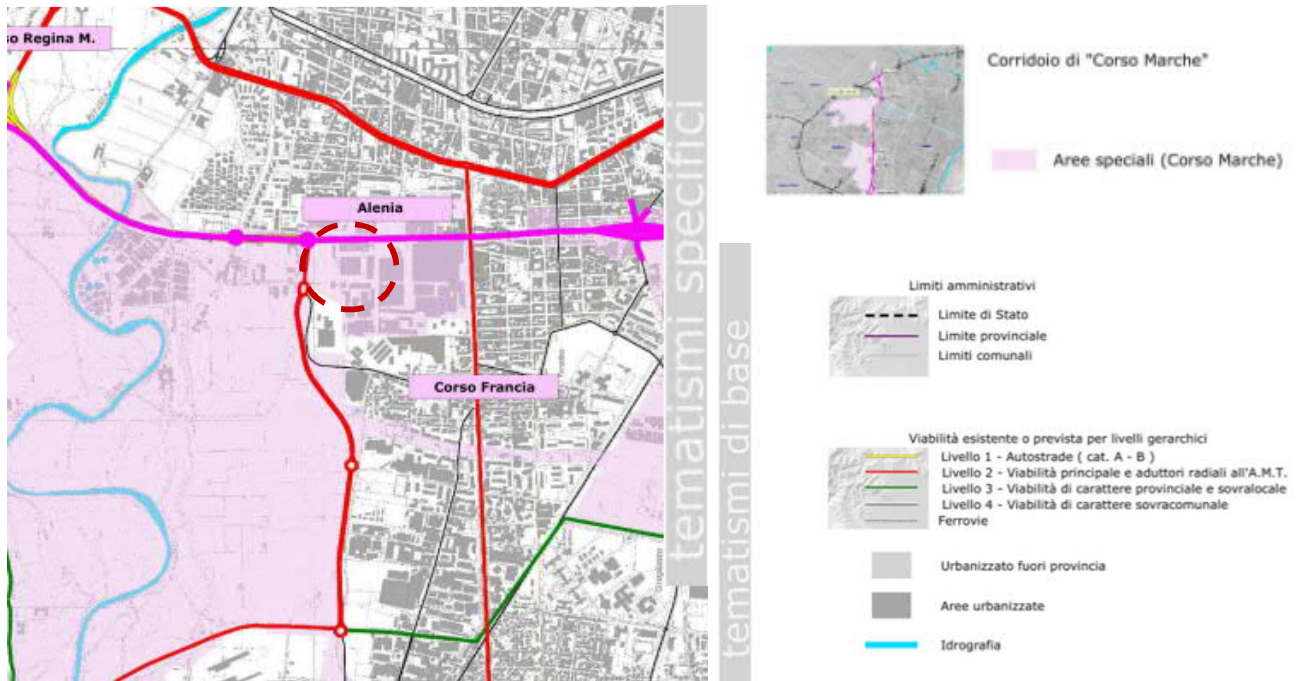 so Regina M.
Alenia
Corso Francia
tematismi specifici
tematismi di base
Corridoio di "Corso Marche"
Aree speciali (Corso Marche)
Limiti amministrativi
Limite di Stato
Limite provinciale
Limiti comunali
Viabilità esistente o prevista per livelli gerarchici
Livello 1 - Autostrade ( cat. A - B )
Livello 2 - Viabilità principale e aduttori radiali all'A.M.T.
Livello 3 - Viabilità di carattere provinciale e sovralocale
Livello 4 - Viabilità di carattere sovracomunale
Ferrovie
Urbanizzato fuori provincia
Aree urbanizzate
Idrografia